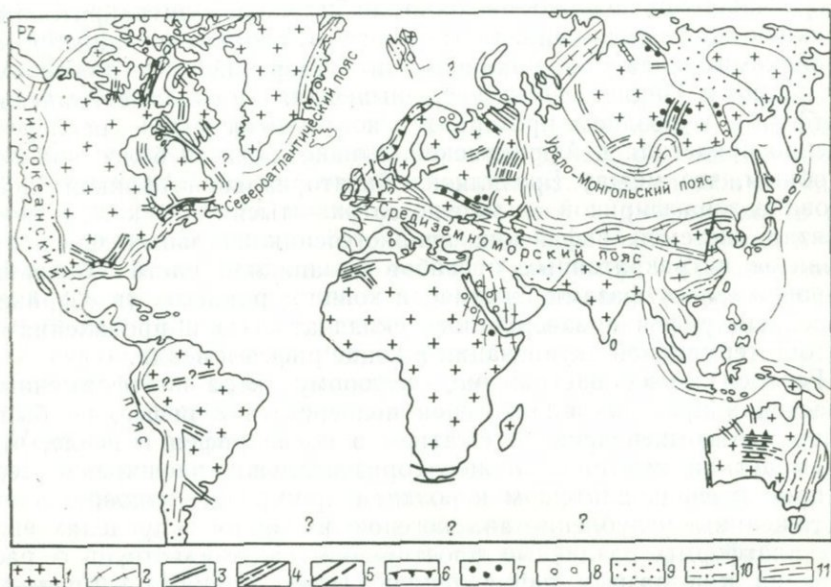 PZ
?
?
Североатлантический пояс
Урало-Монгольский пояс
Тихоокеанский
Средиземноморский пояс
? = ?
пояс
? ? ?
1 2 3 4 5 6 7 8 9 10 11